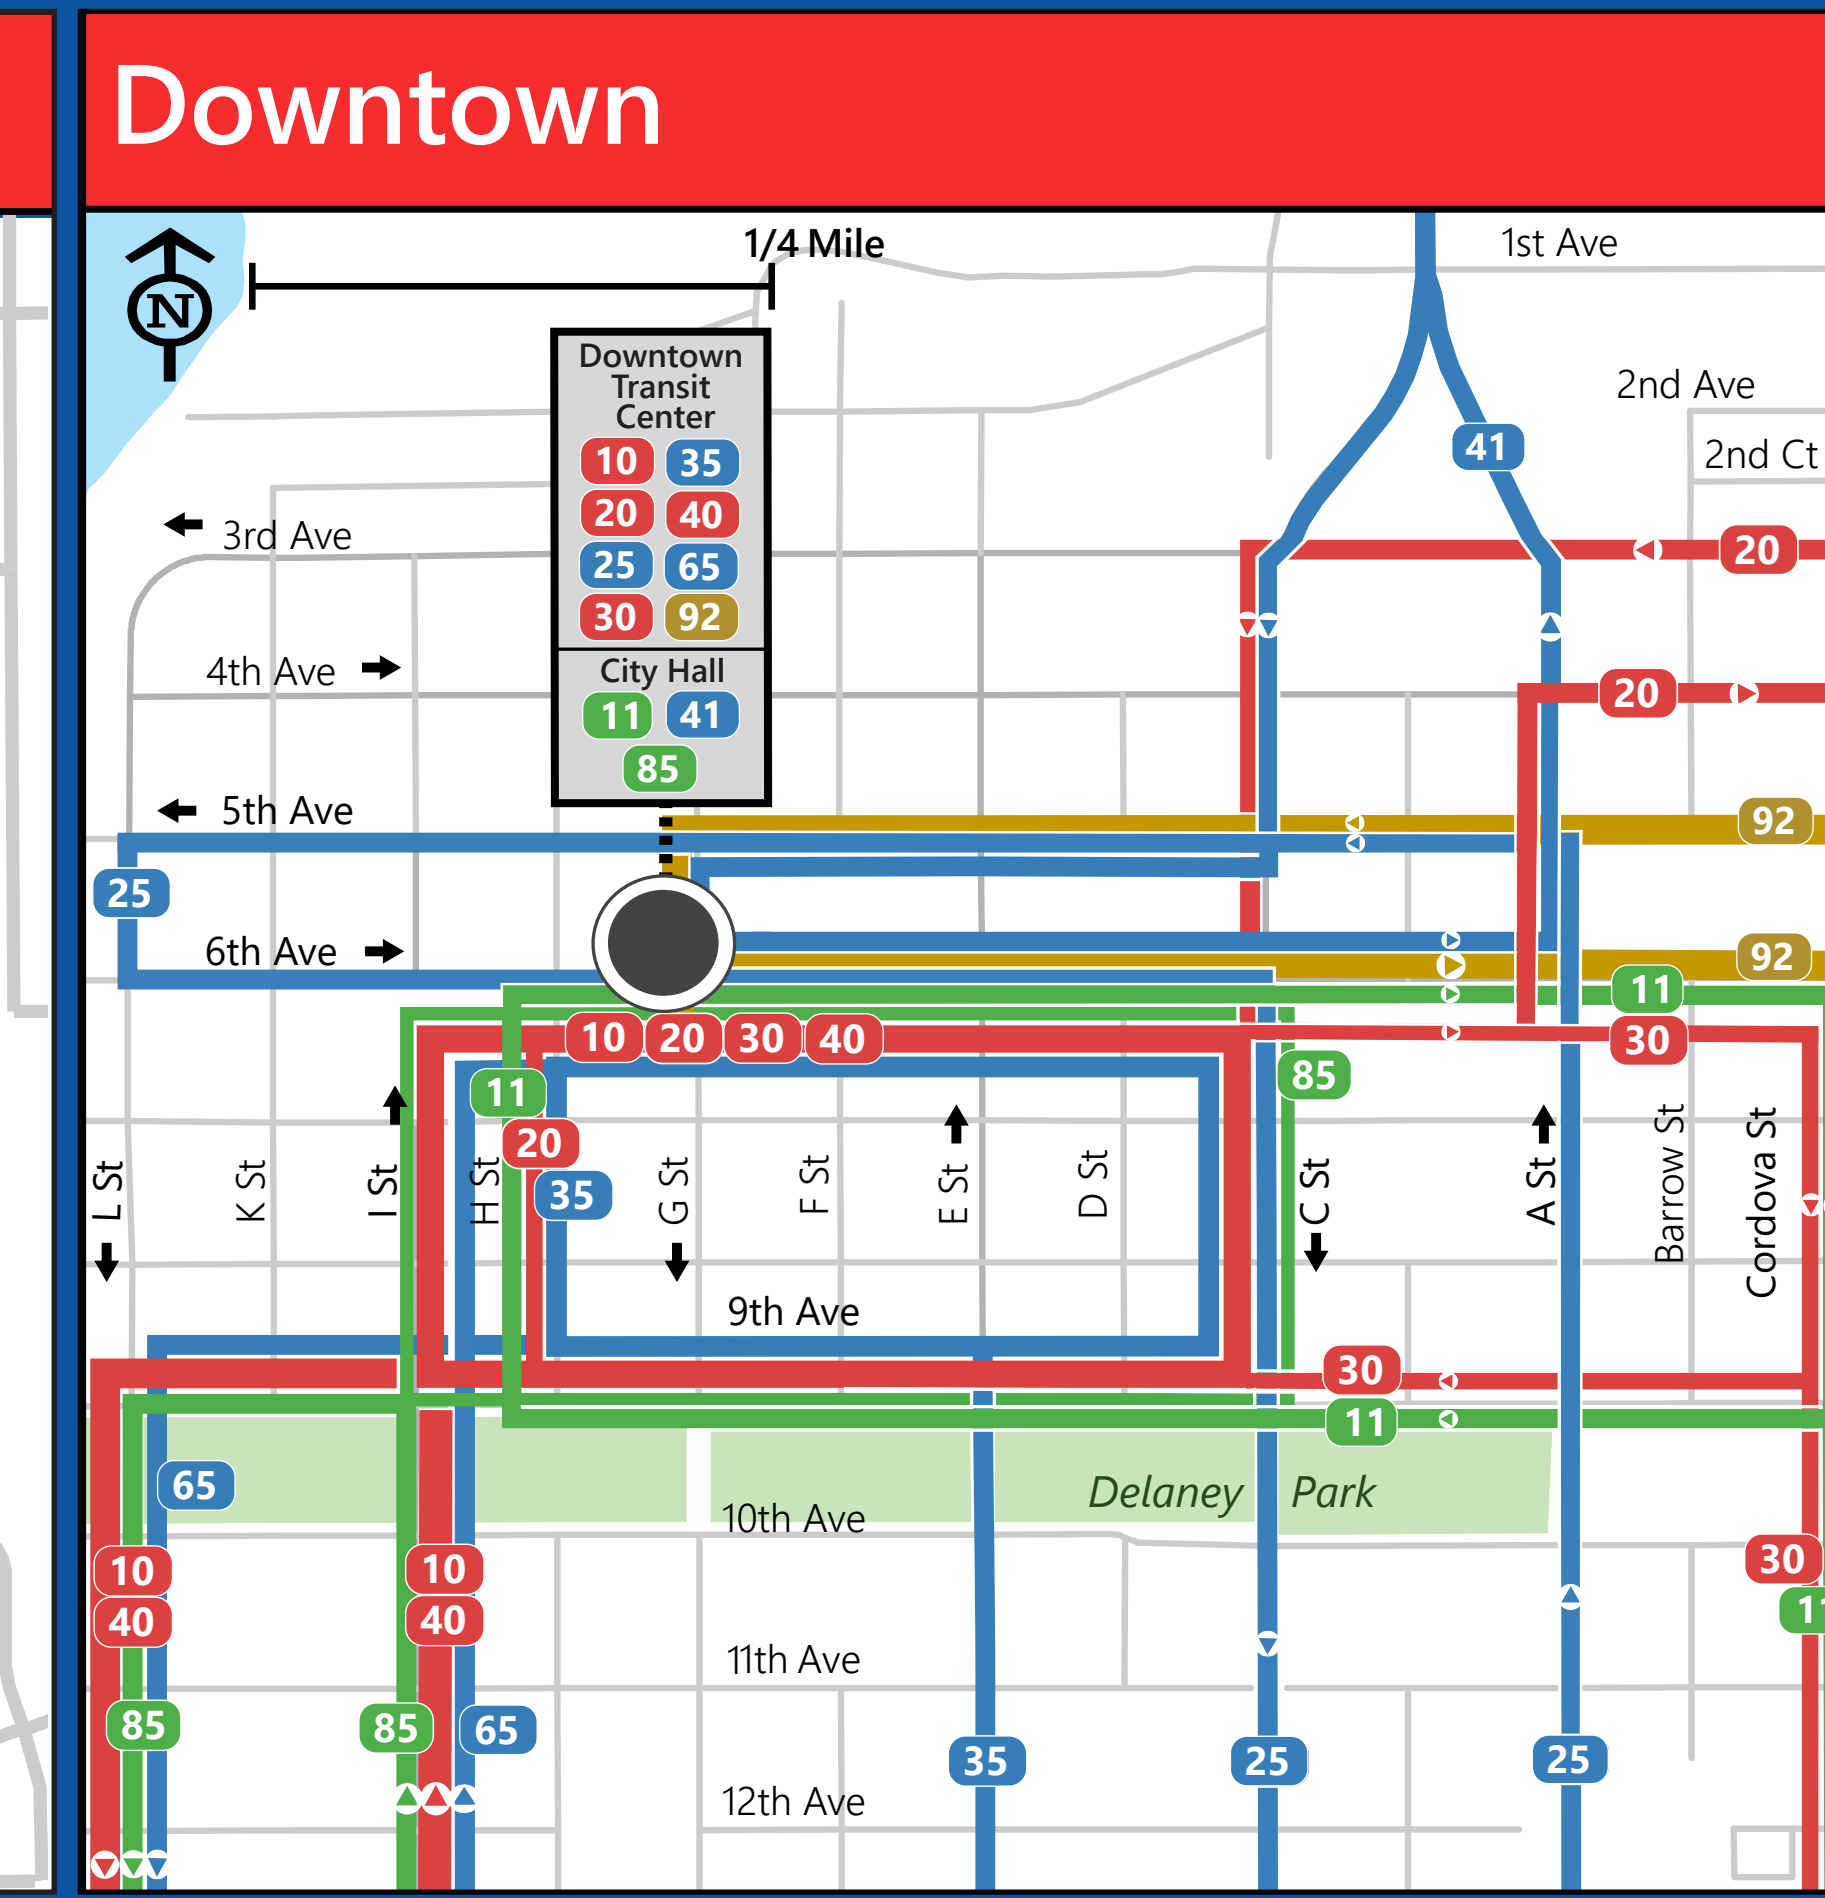 Downtown
1/4 Mile
1st Ave
N
Downtown
Transit
Center
10 35
20 40
25 65
30 92
City Hall
11 41
85
2nd Ave
41
2nd Ct
3rd Ave
20
4th Ave
20
5th Ave
92
25
6th Ave
92
11
10 20 30 40
30
11
85
20
35
L St
K St
I St
H St
G St
F St
E St
D St
C St
A St
Barrow St
Cordova St
9th Ave
30
11
65
Delaney Park
10th Ave
10
40
10
40
30
11
11th Ave
85
85
65
35
25
25
12th Ave